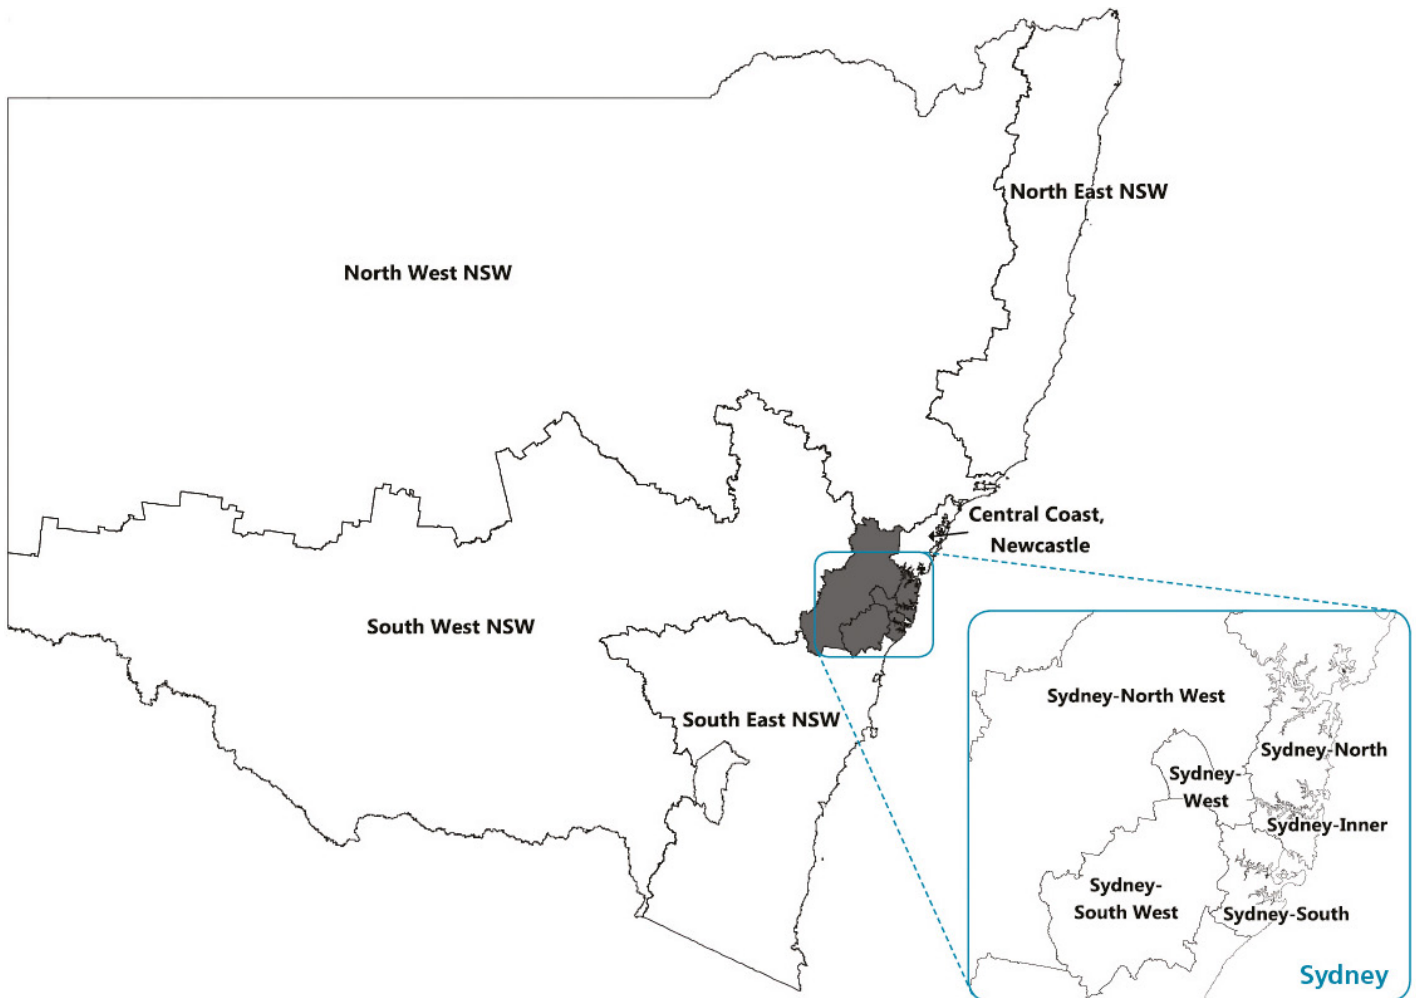 North East NSW
North West NSW
Central Coast,
Newcastle
South West NSW
South East NSW
Sydney-North West
Sydney-North
Sydney-
West
Sydney-Inner
Sydney-
South West
Sydney-South
Sydney